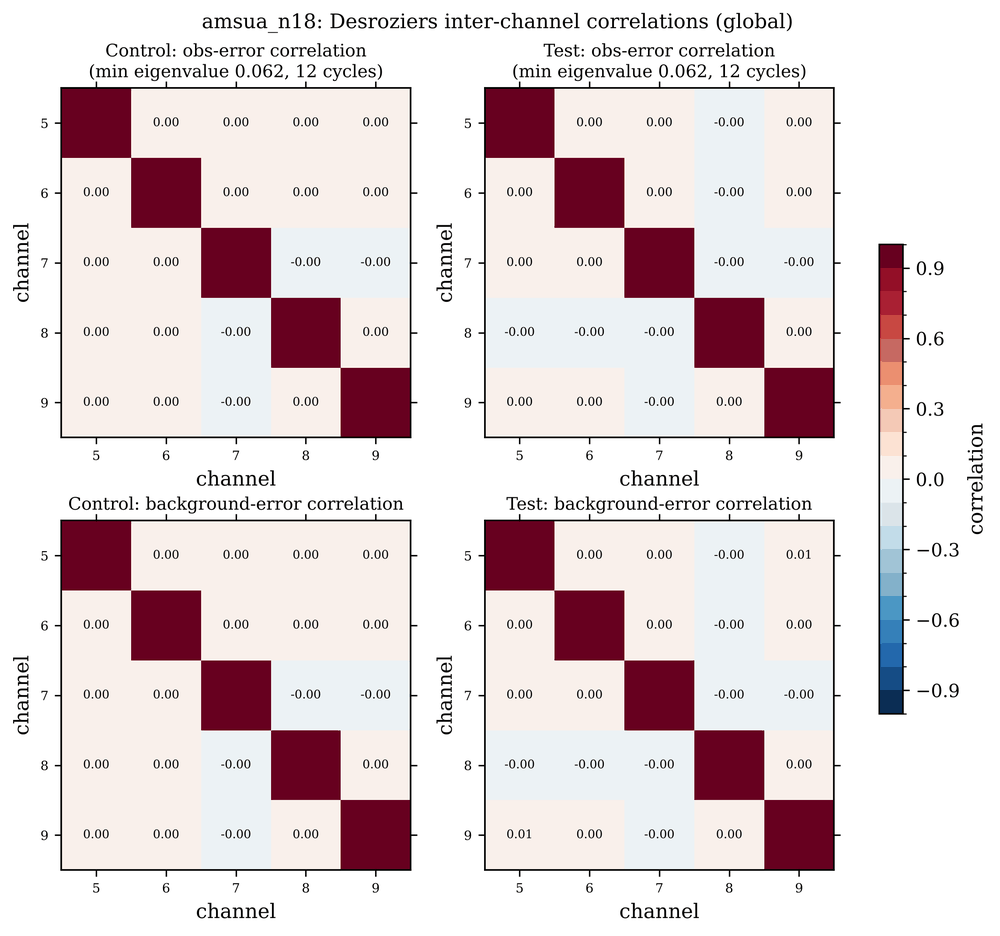 amsua_n18: Desroziers inter-channel correlations (global)
Control: obs-error correlation
(min eigenvalue 0.062, 12 cycles)
5 0.00 0.00 0.00 0.00
6 0.00 0.00 0.00 0.00
7 0.00 0.00 -0.00 -0.00
8 0.00 0.00 -0.00 0.00
9 0.00 0.00 -0.00 0.00
5 6 7 8 9
channel
channel
Test: obs-error correlation
(min eigenvalue 0.062, 12 cycles)
5 0.00 0.00 -0.00 0.00
6 0.00 0.00 -0.00 0.00
7 0.00 0.00 -0.00 -0.00
8 -0.00 -0.00 -0.00 0.00
9 0.00 0.00 -0.00 0.00
5 6 7 8 9
channel
channel
Control: background-error correlation
5 0.00 0.00 0.00 0.00
6 0.00 0.00 0.00 0.00
7 0.00 0.00 -0.00 -0.00
8 0.00 0.00 -0.00 0.00
9 0.00 0.00 -0.00 0.00
5 6 7 8 9
channel
channel
Test: background-error correlation
5 0.00 0.00 -0.00 0.01
6 0.00 0.00 -0.00 0.00
7 0.00 0.00 -0.00 -0.00
8 -0.00 -0.00 -0.00 0.00
9 0.01 0.00 -0.00 0.00
5 6 7 8 9
channel
channel
0.9
0.6
0.3
0.0
−0.3
−0.6
−0.9
correlation